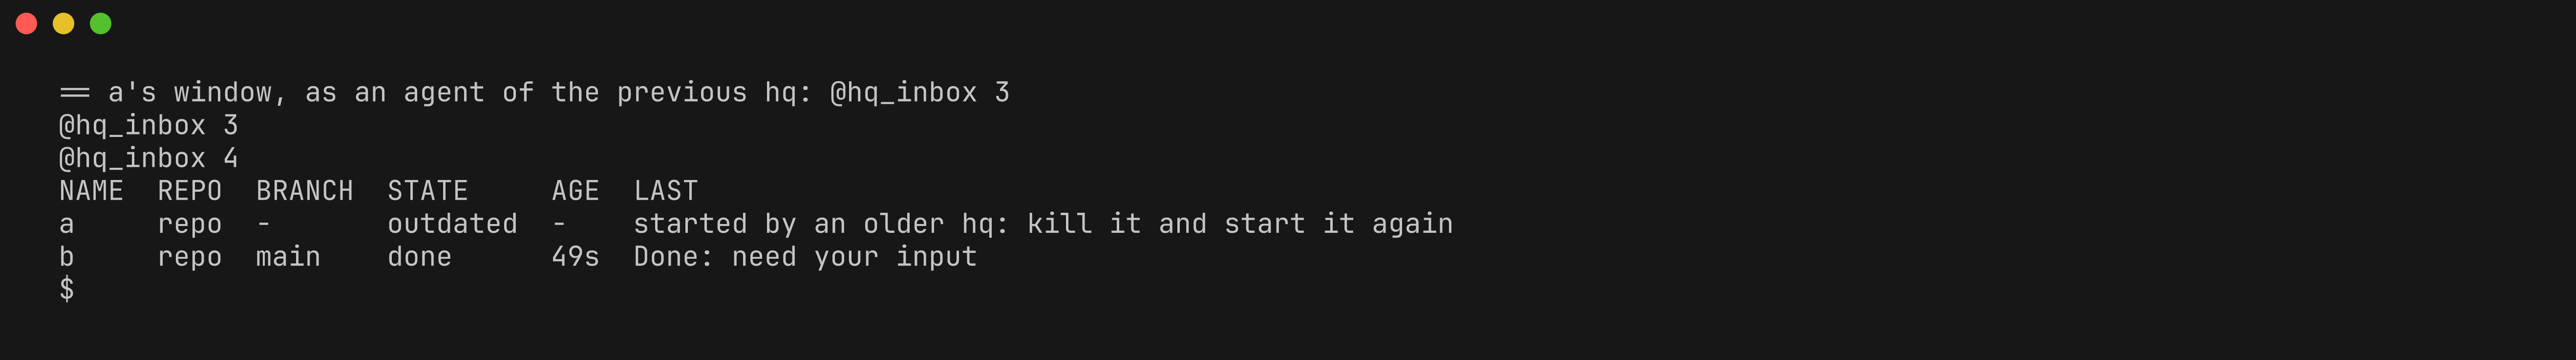 == a's window, as an agent of the previous hq: @hq_inbox 3
@hq_inbox 3
@hq_inbox 4
NAME  REPO  BRANCH  STATE     AGE  LAST
a     repo  -       outdated  -    started by an older hq: kill it and start it again
b     repo  main    done      49s  Done: need your input
$